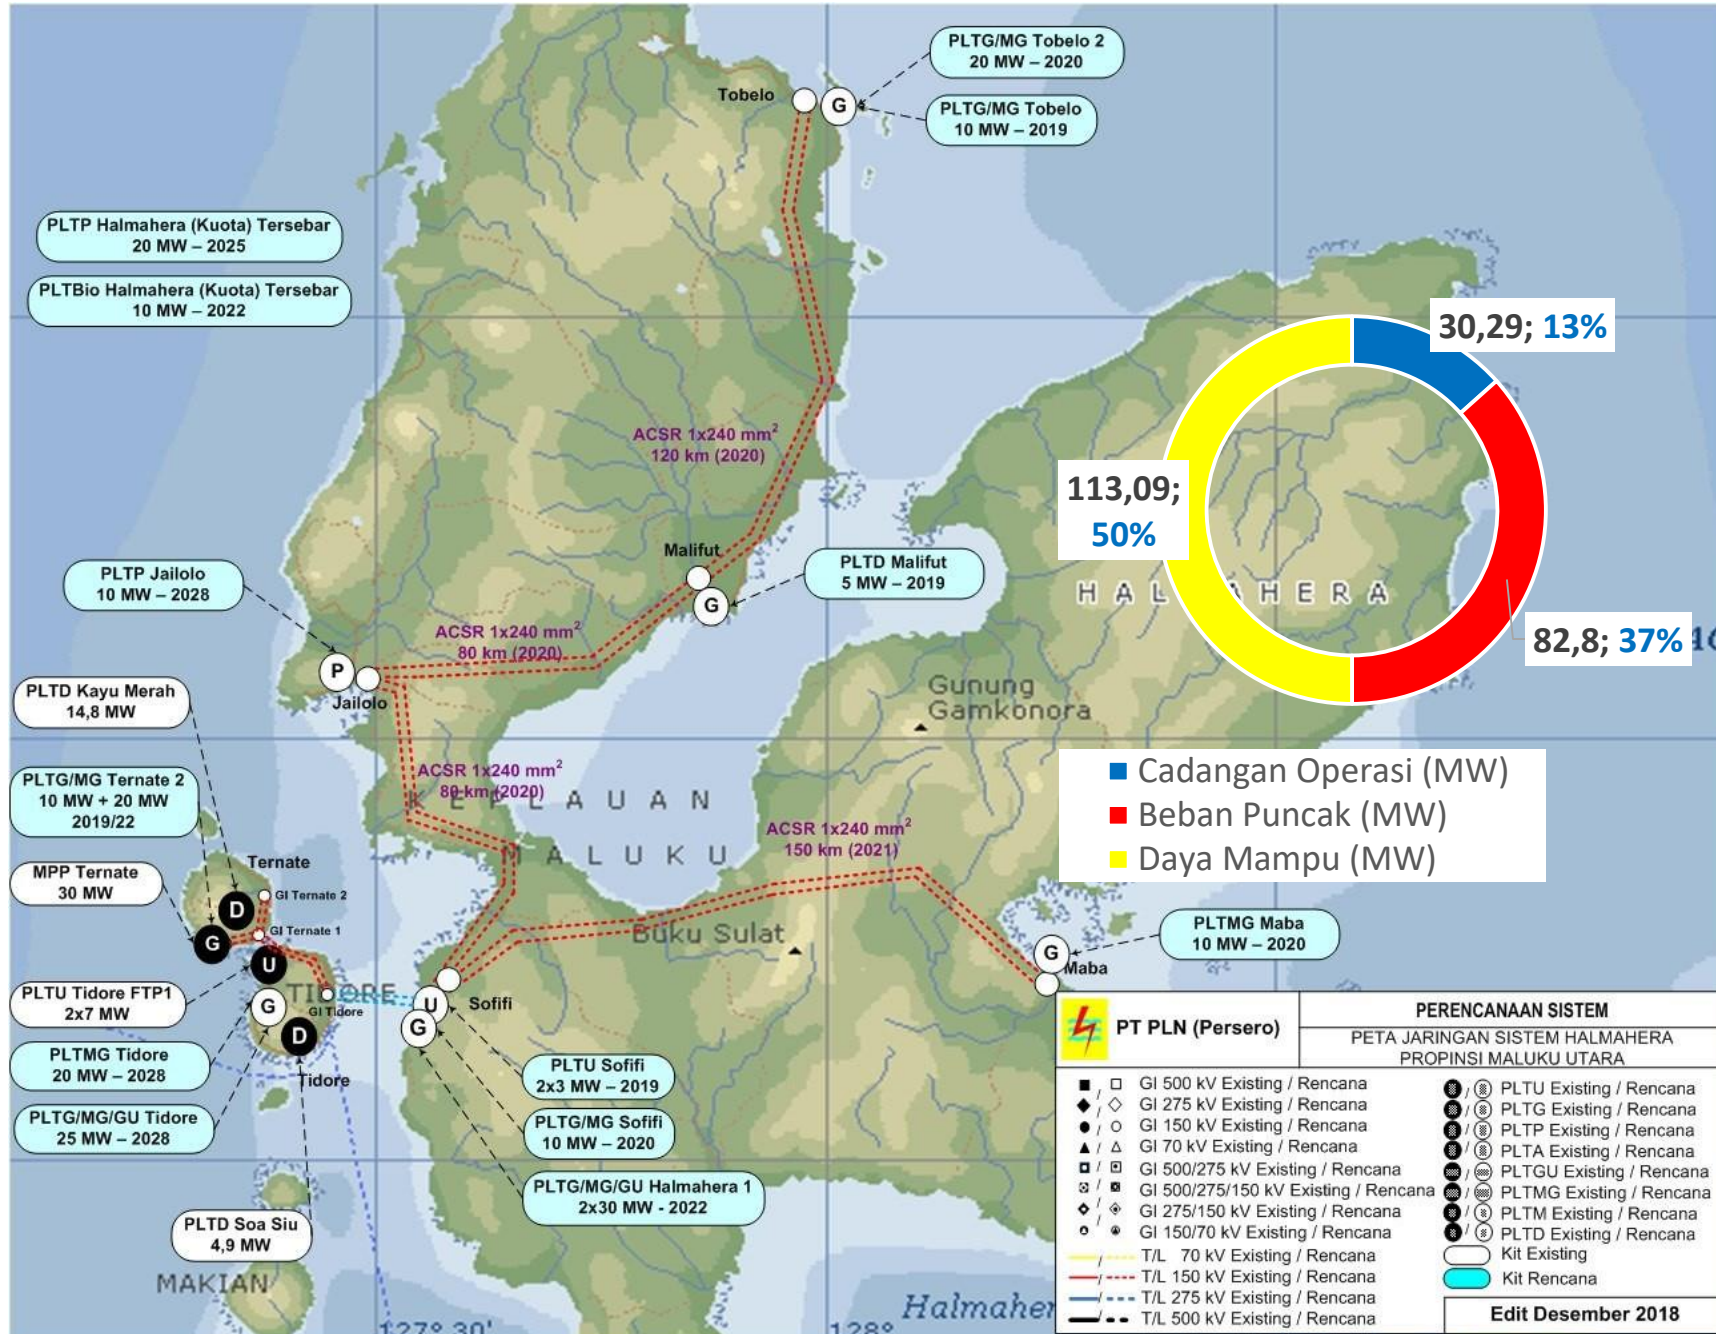 PLTG/MG Tobelo 2
20 MW – 2020
Tobelo
G
PLTG/MG Tobelo
10 MW – 2019
PLTP Halmahera (Kuota) Tersebar
20 MW – 2025
PLTBio Halmahera (Kuota) Tersebar
10 MW – 2022
30,29; 13%
ACSR 1x240 mm²
120 km (2020)
113,09;
50%
Malifut
PLTD Malifut
5 MW – 2019
G
PLTP Jailolo
10 MW – 2028
ACSR 1x240 mm²
80 km (2020)
82,8; 37%
P
Jailolo
PLTD Kayu Merah
14,8 MW
Gunung
Gamkonora
ACSR 1x240 mm²
80 km (2020)
PLTG/MG Ternate 2
10 MW + 20 MW
2019/22
KEPLAUAN
MALUKU
ACSR 1x240 mm²
150 km (2021)
Cadangan Operasi (MW)
Beban Puncak (MW)
Daya Mampu (MW)
MPP Ternate
30 MW
Ternate
GI Ternate 2
D
GI Ternate 1
G
U
Buku Sulat
PLTMG Maba
10 MW – 2020
G
Maba
PLTU Tidore FTP1
2x7 MW
TIDORE
GI Tidore
G
D
U
G
Sofifi
PLTMG Tidore
20 MW – 2028
Tidore
PLTG/MG/GU Tidore
25 MW – 2028
PLTU Sofifi
2x3 MW – 2019
PLTG/MG Sofifi
10 MW – 2020
PLTG/MG/GU Halmahera 1
2x30 MW - 2022
PLTD Soa Siu
4,9 MW
MAKIAN
127° 30'
128°
PT PLN (Persero)
PERENCANAAN SISTEM
PETA JARINGAN SISTEM HALMAHERA
PROPINSI MALUKU UTARA
GI 500 kV Existing / Rencana
GI 275 kV Existing / Rencana
GI 150 kV Existing / Rencana
GI 70 kV Existing / Rencana
GI 500/275 kV Existing / Rencana
GI 500/275/150 kV Existing / Rencana
GI 275/150 kV Existing / Rencana
GI 150/70 kV Existing / Rencana
T/L 70 kV Existing / Rencana
T/L 150 kV Existing / Rencana
T/L 275 kV Existing / Rencana
T/L 500 kV Existing / Rencana
PLTU Existing / Rencana
PLTG Existing / Rencana
PLTP Existing / Rencana
PLTA Existing / Rencana
PLTGU Existing / Rencana
PLTMG Existing / Rencana
PLTM Existing / Rencana
PLTD Existing / Rencana
Kit Existing
Kit Rencana
Edit Desember 2018